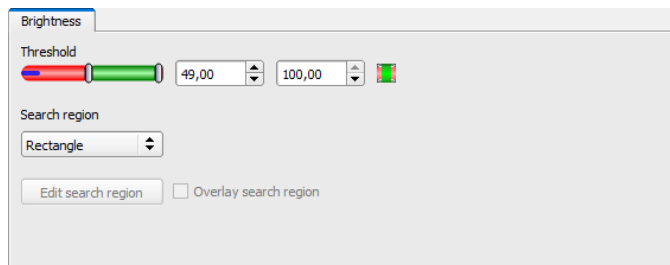 Brightness
Threshold
49,00 100,00
Search region
Rectangle
Edit search region Overlay search region